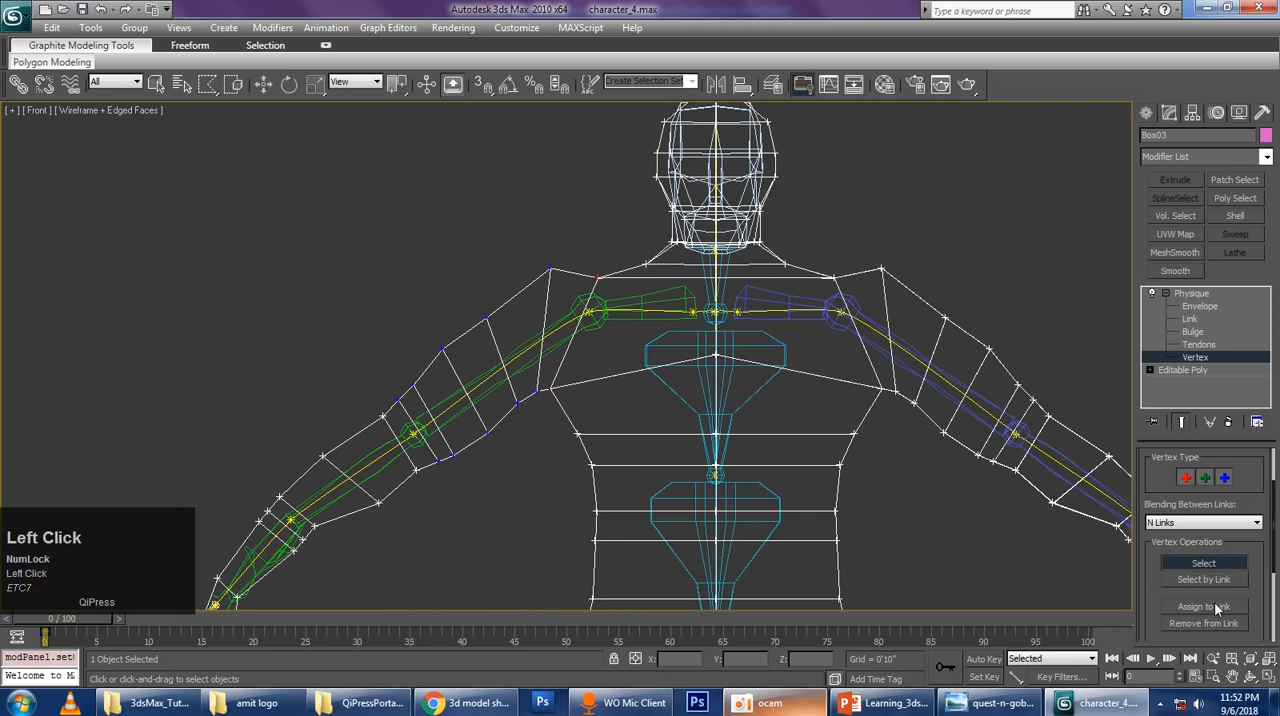 Autodesk 3ds Max 2010 x64 character_4.max
Type a keyword or phrase
Edit Tools Group Views Create Modifiers Animation Graph Editors Rendering Customize MAXScript Help
Graphite Modeling Tools Freeform Selection
Polygon Modeling
All View Create Selection Set
[ + ] [ Front ] [ Wireframe + Edged Faces ]
Box03
Modifier List
Extrude Patch Select
SplineSelect Poly Select
Vol. Select Shell
UVW Map Sweep
MeshSmooth Lathe
Smooth
Physique
Envelope
Link
Bulge
Tendons
Vertex
Editable Poly
Vertex Type
Blending Between Links:
N Links
Vertex Operations
Select
Select by Link
Assign to Link
Remove from Link
Left Click
NumLock
Left Click
ETC7
QiPress
0 / 100
0 5 10 15 20 25 30 35 40 45 50 55 60 65 70 75 80 85 90 95 100
modPanel.set
Welcome to M
1 Object Selected X: Y: Z: Grid = 0'10" Auto Key Selected
Click or click-and-drag to select objects Add Time Tag Set Key Key Filters... 0
3dsMax_Tut... amit logo QiPressPorta... 3d model sh... Ps WO Mic Client Ps ocam Learning_3ds... quest-n-gob... character_4....
11:52 PM
9/6/2018